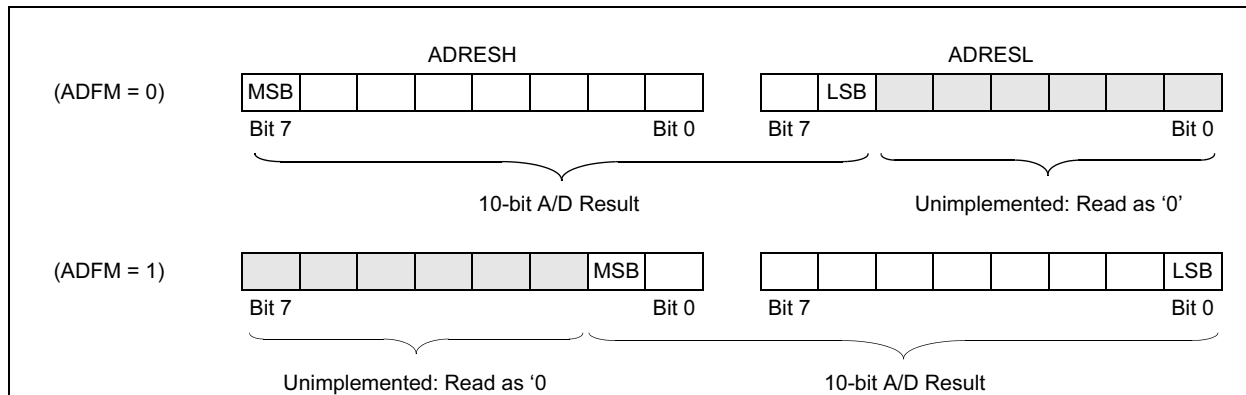 ADRESH ADRESL
(ADFM = 0) MSB LSB
Bit 7 Bit 0 Bit 7 Bit 0
10-bit A/D Result Unimplemented: Read as ‘0’
(ADFM = 1) MSB LSB
Bit 7 Bit 0 Bit 7 Bit 0
Unimplemented: Read as ‘0 10-bit A/D Result